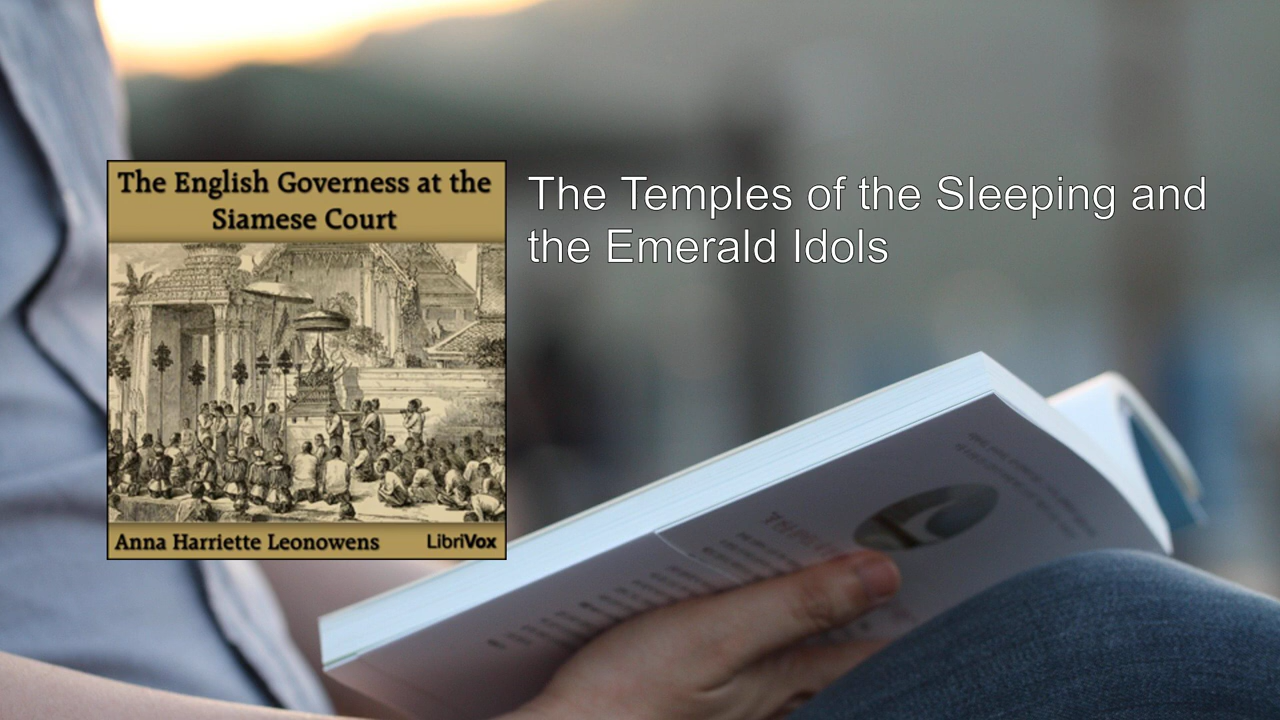 The English Governess at the
Siamese Court
Anna Harriette Leonowens
LibriVox
The Temples of the Sleeping and
the Emerald Idols